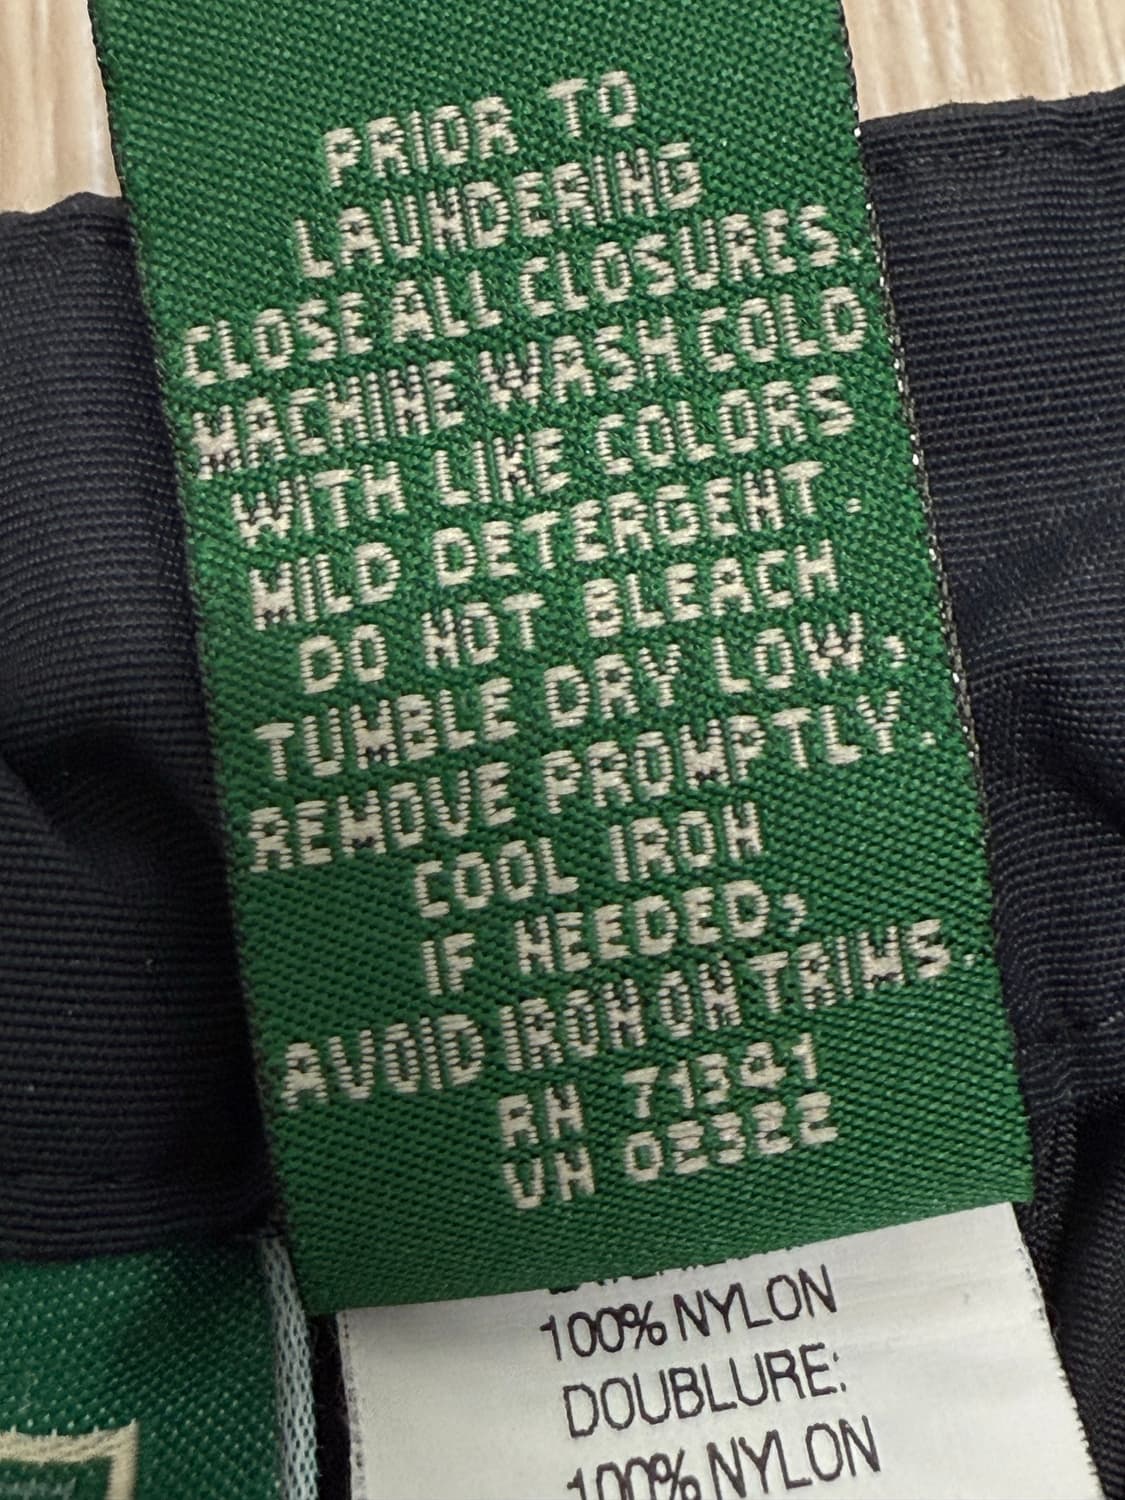 PRIOR TO
LAUNDERING
CLOSE ALL CLOSURES.
MACHINE WASH COLD
WITH LIKE COLORS
MILD DETERGENT.
DO NOT BLEACH
TUMBLE DRY LOW,
REMOVE PROMPTLY.
COOL IRON
IF NEEDED,
AVOID IRON ON TRIMS.
RN 71341
VN 02322
100% NYLON
DOUBLURE:
100% NYLON